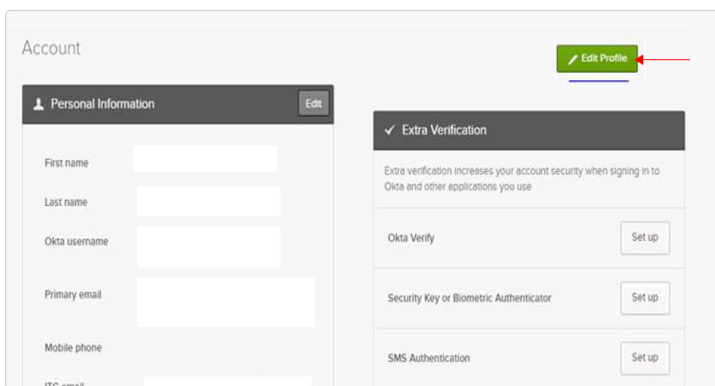 Account
Edit Profile
Personal Information
Edit
First name
Last name
Okta username
Primary email
Mobile phone
ITG email
Extra Verification
Extra verification increases your account security when signing in to
Okta and other applications you use
Okta Verify
Set up
Security Key or Biometric Authenticator
Set up
SMS Authentication
Set up